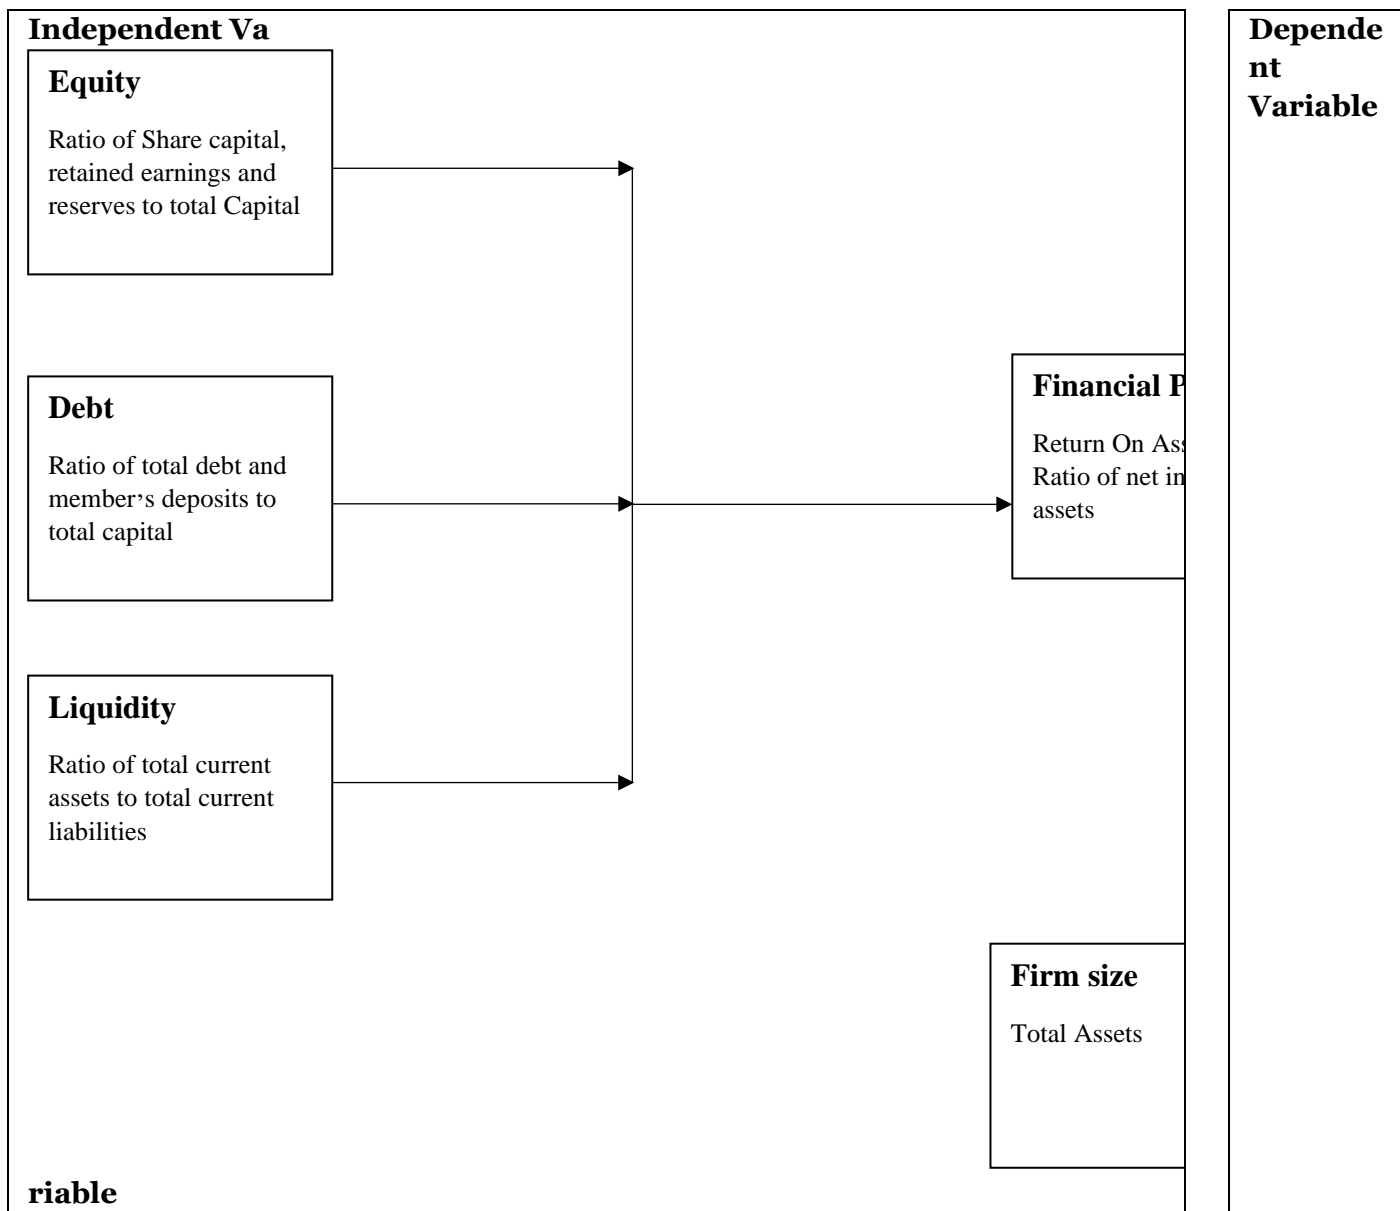 Independent Va
Equity
Ratio of Share capital,
retained earnings and
reserves to total Capital
Debt
Ratio of total debt and
member’s deposits to
total capital
Liquidity
Ratio of total current
assets to total current
liabilities
riable
Financial P
Return On Ass
Ratio of net in
assets
Firm size
Total Assets
Depende
nt
Variable